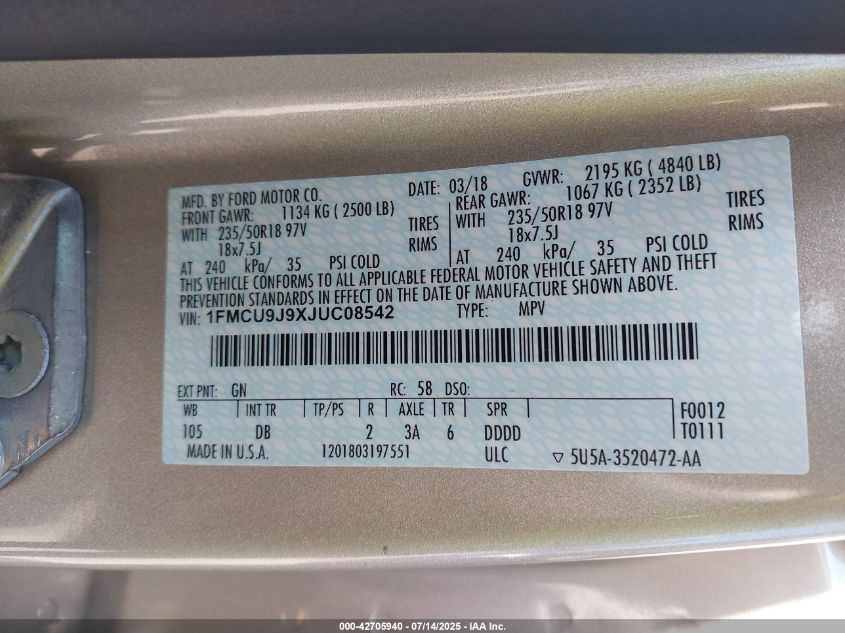 MFD. BY FORD MOTOR CO. DATE: 03/18 GVWR: 2195 KG ( 4840 LB)
FRONT GAWR: 1134 KG ( 2500 LB) REAR GAWR: 1067 KG ( 2352 LB)
WITH 235/50R18 97V TIRES WITH 235/50R18 97V TIRES
18x7.5J RIMS 18x7.5J RIMS
AT 240 kPa/ 35 PSI COLD AT 240 kPa/ 35 PSI COLD
THIS VEHICLE CONFORMS TO ALL APPLICABLE FEDERAL MOTOR VEHICLE SAFETY AND THEFT
PREVENTION STANDARDS IN EFFECT ON THE DATE OF MANUFACTURE SHOWN ABOVE.
VIN: 1FMCU9J9XJUC08542 TYPE: MPV
EXT PNT: GN RC: 58 DSO:
WB INT TR TP/PS R AXLE TR SPR F0012
105 DB 2 3A 6 DDDD T0111
MADE IN U.S.A. 1201803197551 ULC ▽ 5U5A-3520472-AA
000-42705940 - 07/14/2025 - IAA Inc.